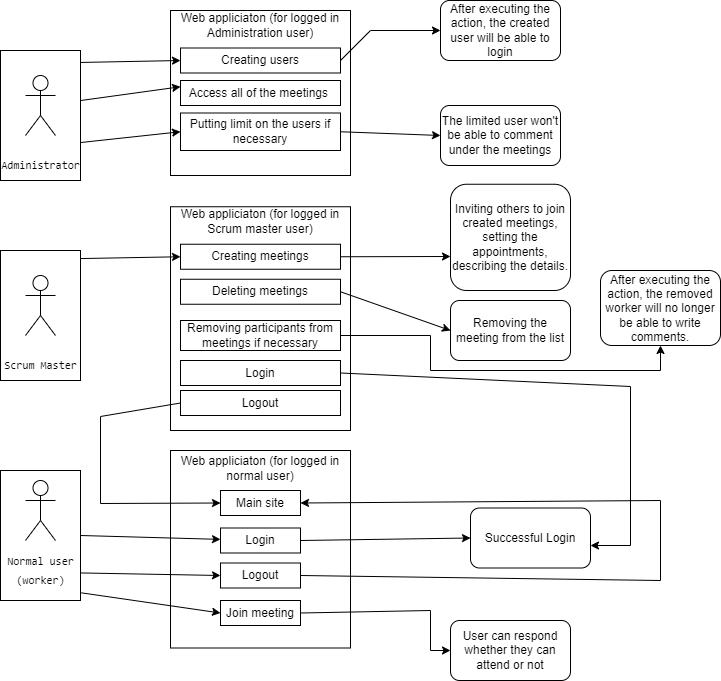 Web appliciaton (for logged in
Administration user)
Creating users
Access all of the meetings
Putting limit on the users if
necessary
After executing the
action, the created
user will be able to
login
The limited user won't
be able to comment
under the meetings
Administrator
Web appliciaton (for logged in
Scrum master user)
Creating meetings
Deleting meetings
Removing participants from
meetings if necessary
Login
Logout
Inviting others to join
created meetings,
setting the
appointments,
describing the details.
Removing the
meeting from the list
After executing the
action, the removed
worker will no longer
be able to write
comments.
Scrum Master
Web appliciaton (for logged in
normal user)
Main site
Login
Logout
Join meeting
Successful Login
User can respond
whether they can
attend or not
Normal user
(worker)